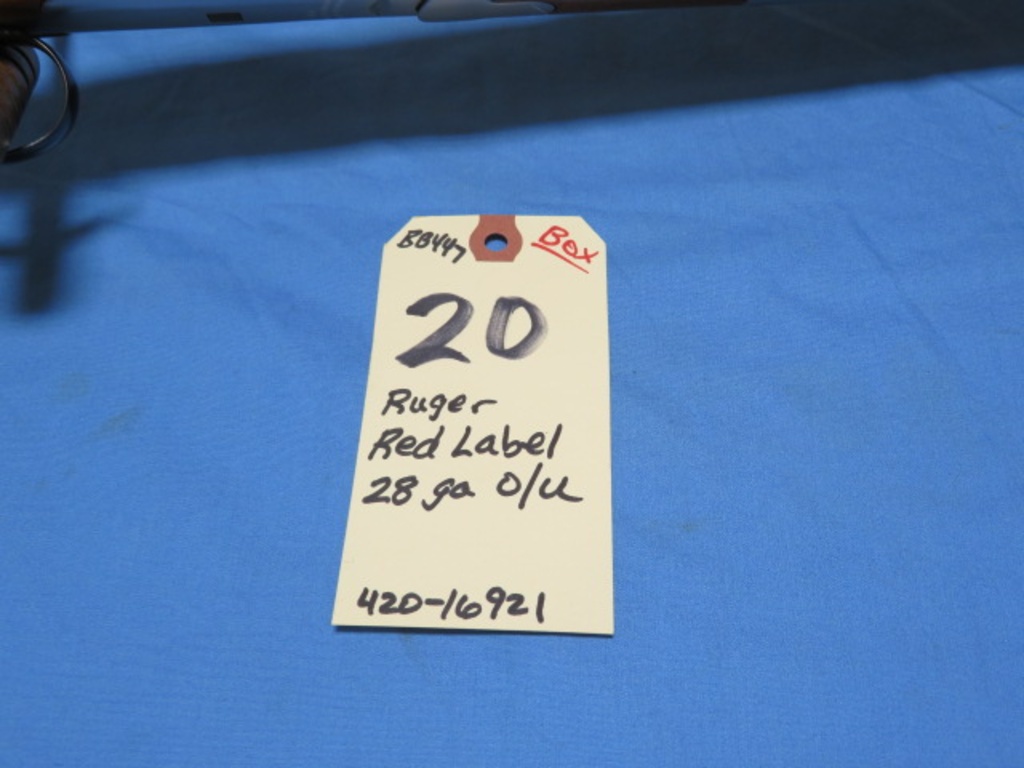 BB447
Box
20
Ruger
Red Label
28 ga O/U
420-16921